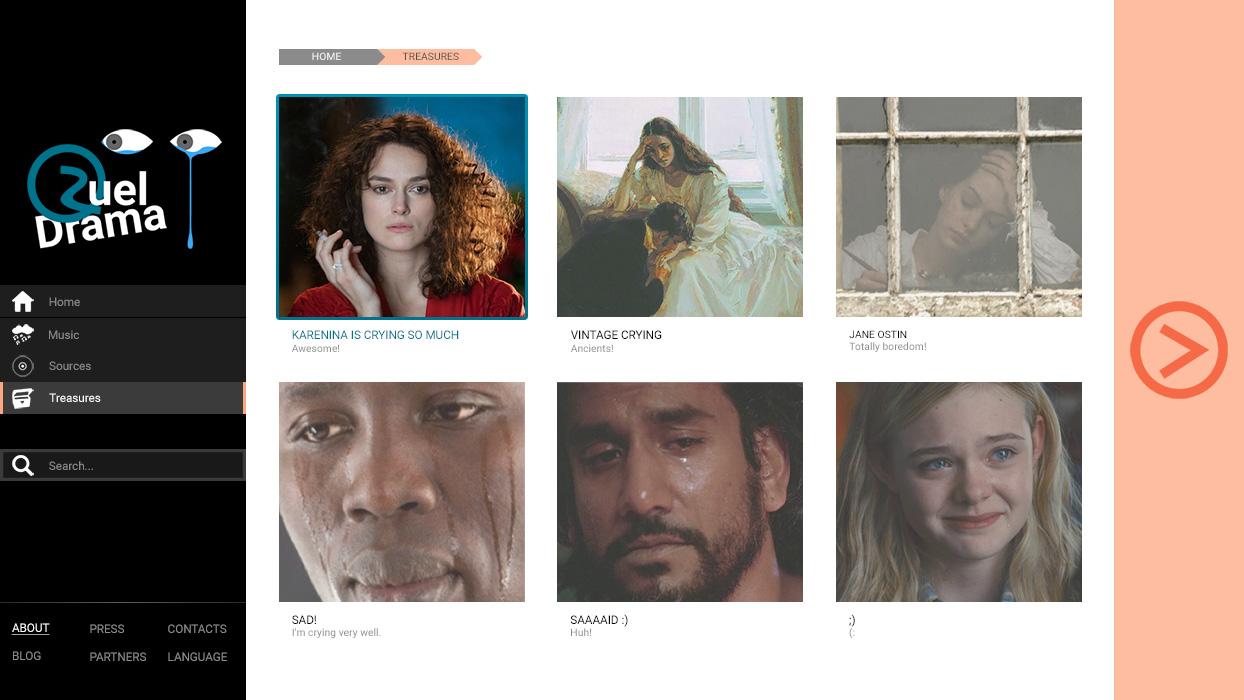 uel
Drama
Home
Music
Sources
Treasures
Search...
ABOUT
PRESS
CONTACTS
BLOG
PARTNERS
LANGUAGE
HOME
TREASURES
KARENINA IS CRYING SO MUCH
Awesome!
VINTAGE CRYING
Ancients!
JANE OSTIN
Totally boredom!
SAD!
I'm crying very well.
SAAAAID :)
Huh!
;)
(: